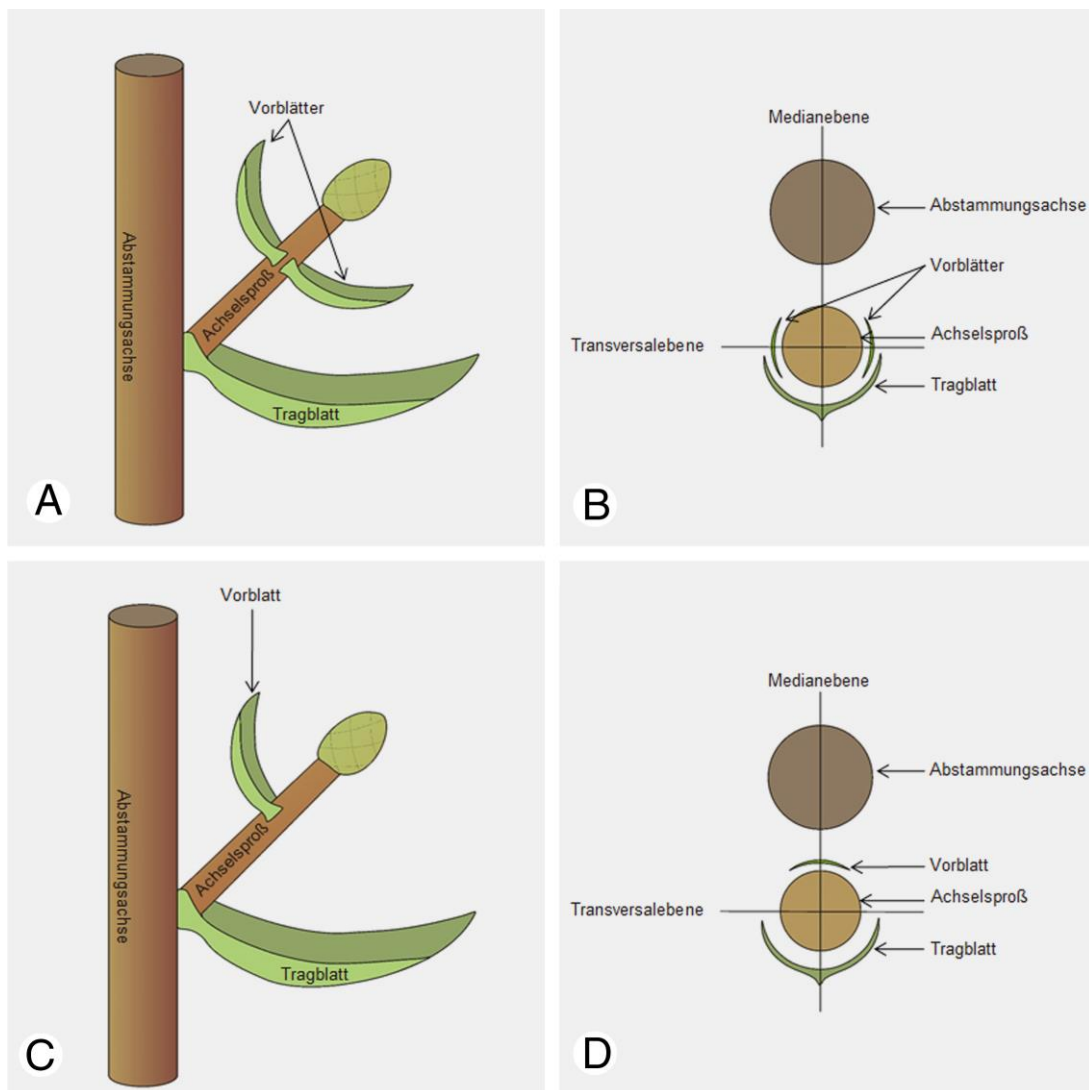 Vorblätter
Abstammungsachse
Achselsproß
Tragblatt
A
Medianebene
Abstammungsachse
Vorblätter
Achselsproß
Transversalebene
Tragblatt
B
Vorblatt
Abstammungsachse
Achselsproß
Tragblatt
C
Medianebene
Abstammungsachse
Vorblatt
Achselsproß
Transversalebene
Tragblatt
D